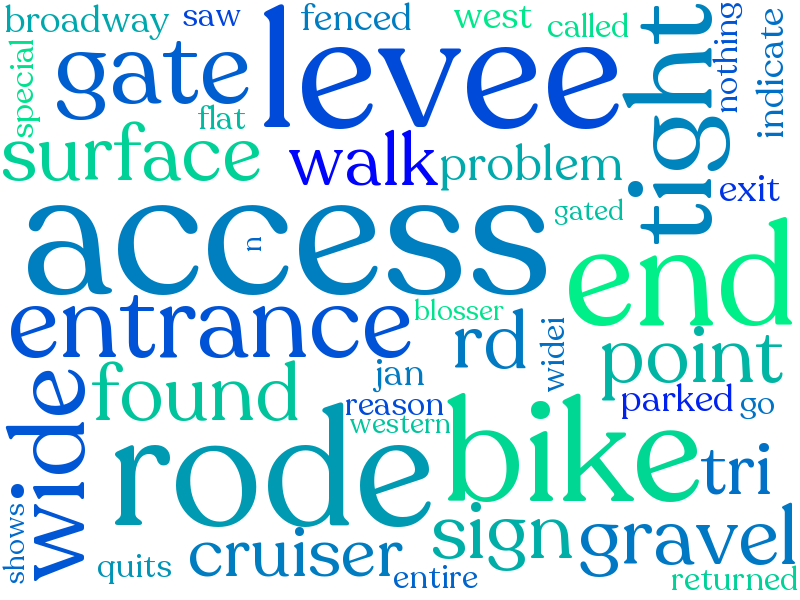 broadway saw fenced west called
special gate levee tight nothing indicate
flat
surface walk problem
exit
access gated
n
end
entrance blosser rd widei point
jan
found reason parked go
western
wide rode bike tri
shows
sign gravel
quits cruiser entire returned